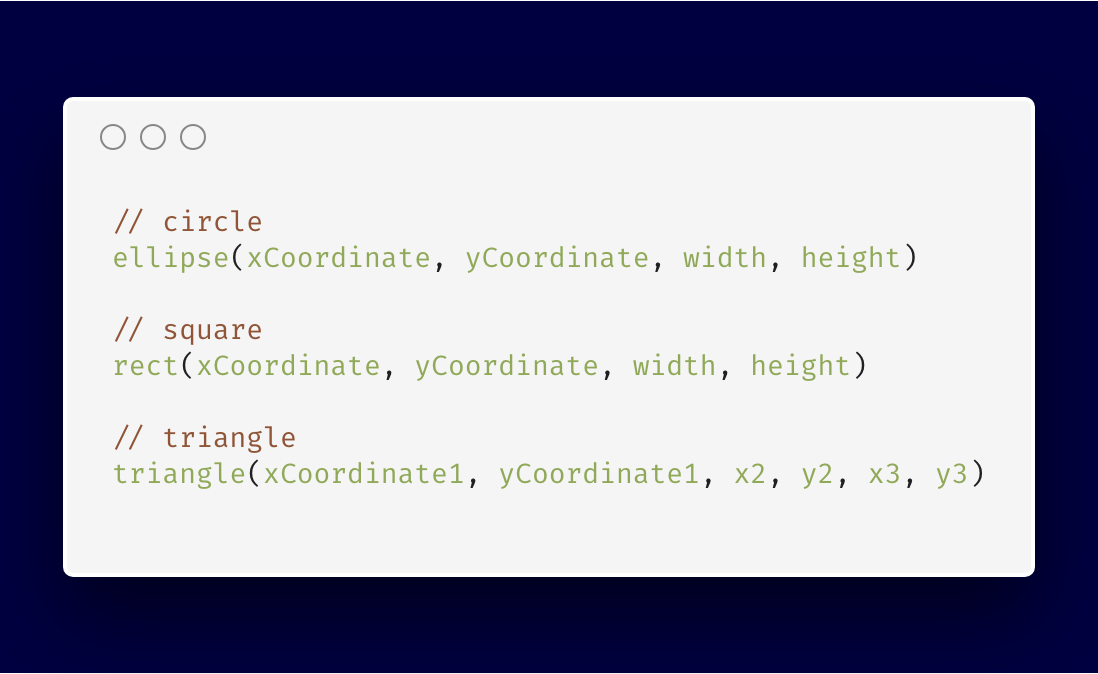 // circle
ellipse(xCoordinate, yCoordinate, width, height)
// square
rect(xCoordinate, yCoordinate, width, height)
// triangle
triangle(xCoordinate1, yCoordinate1, x2, y2, x3, y3)